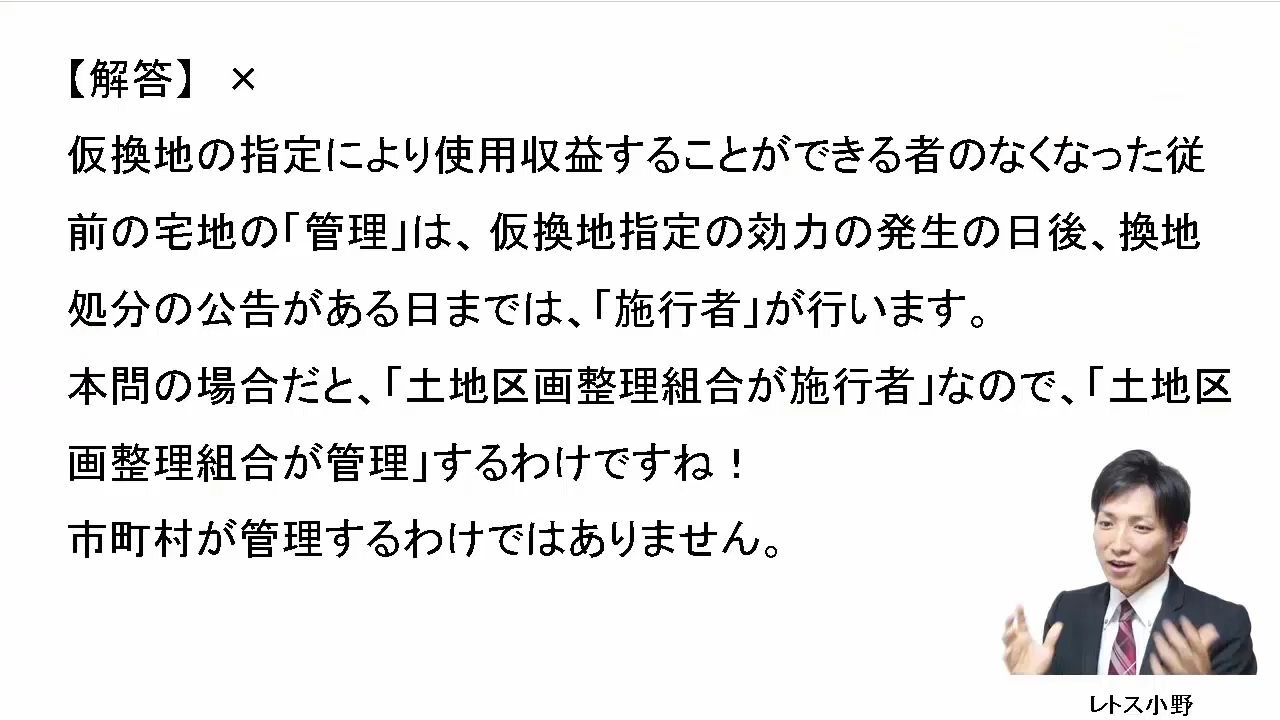 【解答】 ×
仮換地の指定により使用収益することができる者のなくなった従
前の宅地の「管理」は、仮換地指定の効力の発生の日後、換地
処分の公告がある日までは、「施行者」が行います。
本問の場合だと、「土地区画整理組合が施行者」なので、「土地区
画整理組合が管理」するわけですね！
市町村が管理するわけではありません。
レトス小野